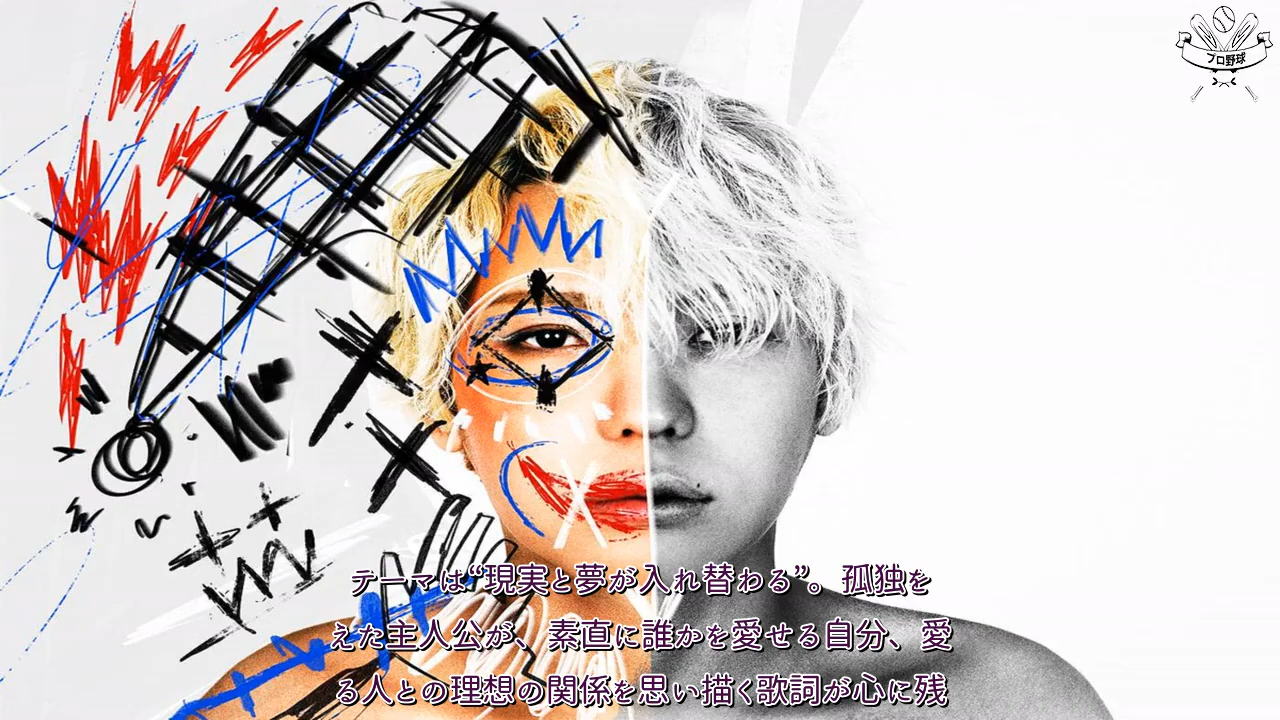 プロ野球
テーマは“現実と夢が入れ替わる”。孤独を
えた主人公が、素直に誰かを愛せる自分、愛
る人との理想の関係を思い描く歌詞が心に残